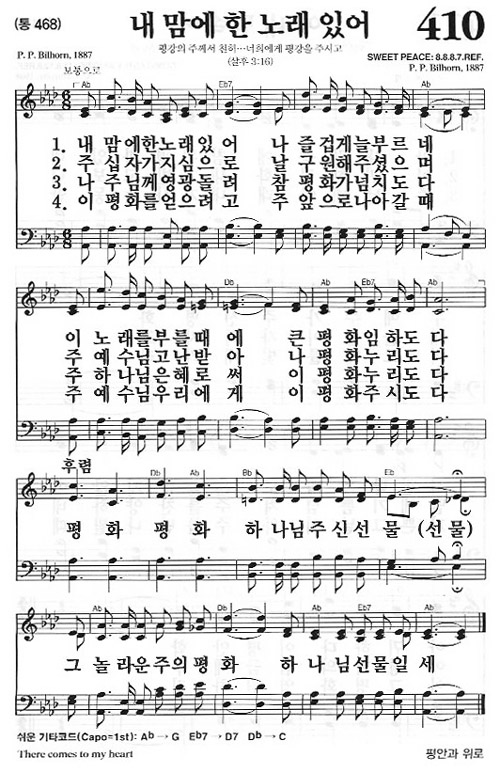 (통 468)
내 맘에 한 노래 있어
410
평강의 주께서 친히…너희에게 평강을 주시고
(살후 3:16)
P. P. Bilhorn, 1887
SWEET PEACE: 8.8.8.7.REF.
P. P. Bilhorn, 1887
보통으로
Ab Eb7 Ab
1. 내 맘에한노래있 어 나 즐 겁게늘부르 네
2. 주 십자가지심으 로 날 구 원해주셨으 며
3. 나 주님께영광돌 려 참 평 화가넘치도 다
4. 이 평화를얻으려 고 주 앞 으로나아갈 때
Db Ab Eb7 Ab
이 노래를부를때 에 큰 평 화임하도 다
주 예수님고난받 아 나 평 화누리도 다
주 하나님은혜로 써 이 평 화누리도 다
주 예수님우리에 게 이 평 화주시도 다
후렴
Db Ab Bb Eb
평 화 평 화 하 나님주신선 물 (선 물)
Ab Db Ab Eb7 Ab
그 놀 라운주의평 화 하 나 님선물일 세
쉬운 기타코드(Capo=1st): Ab → G Eb7 → D7 Db → C
There comes to my heart
평안과 위로